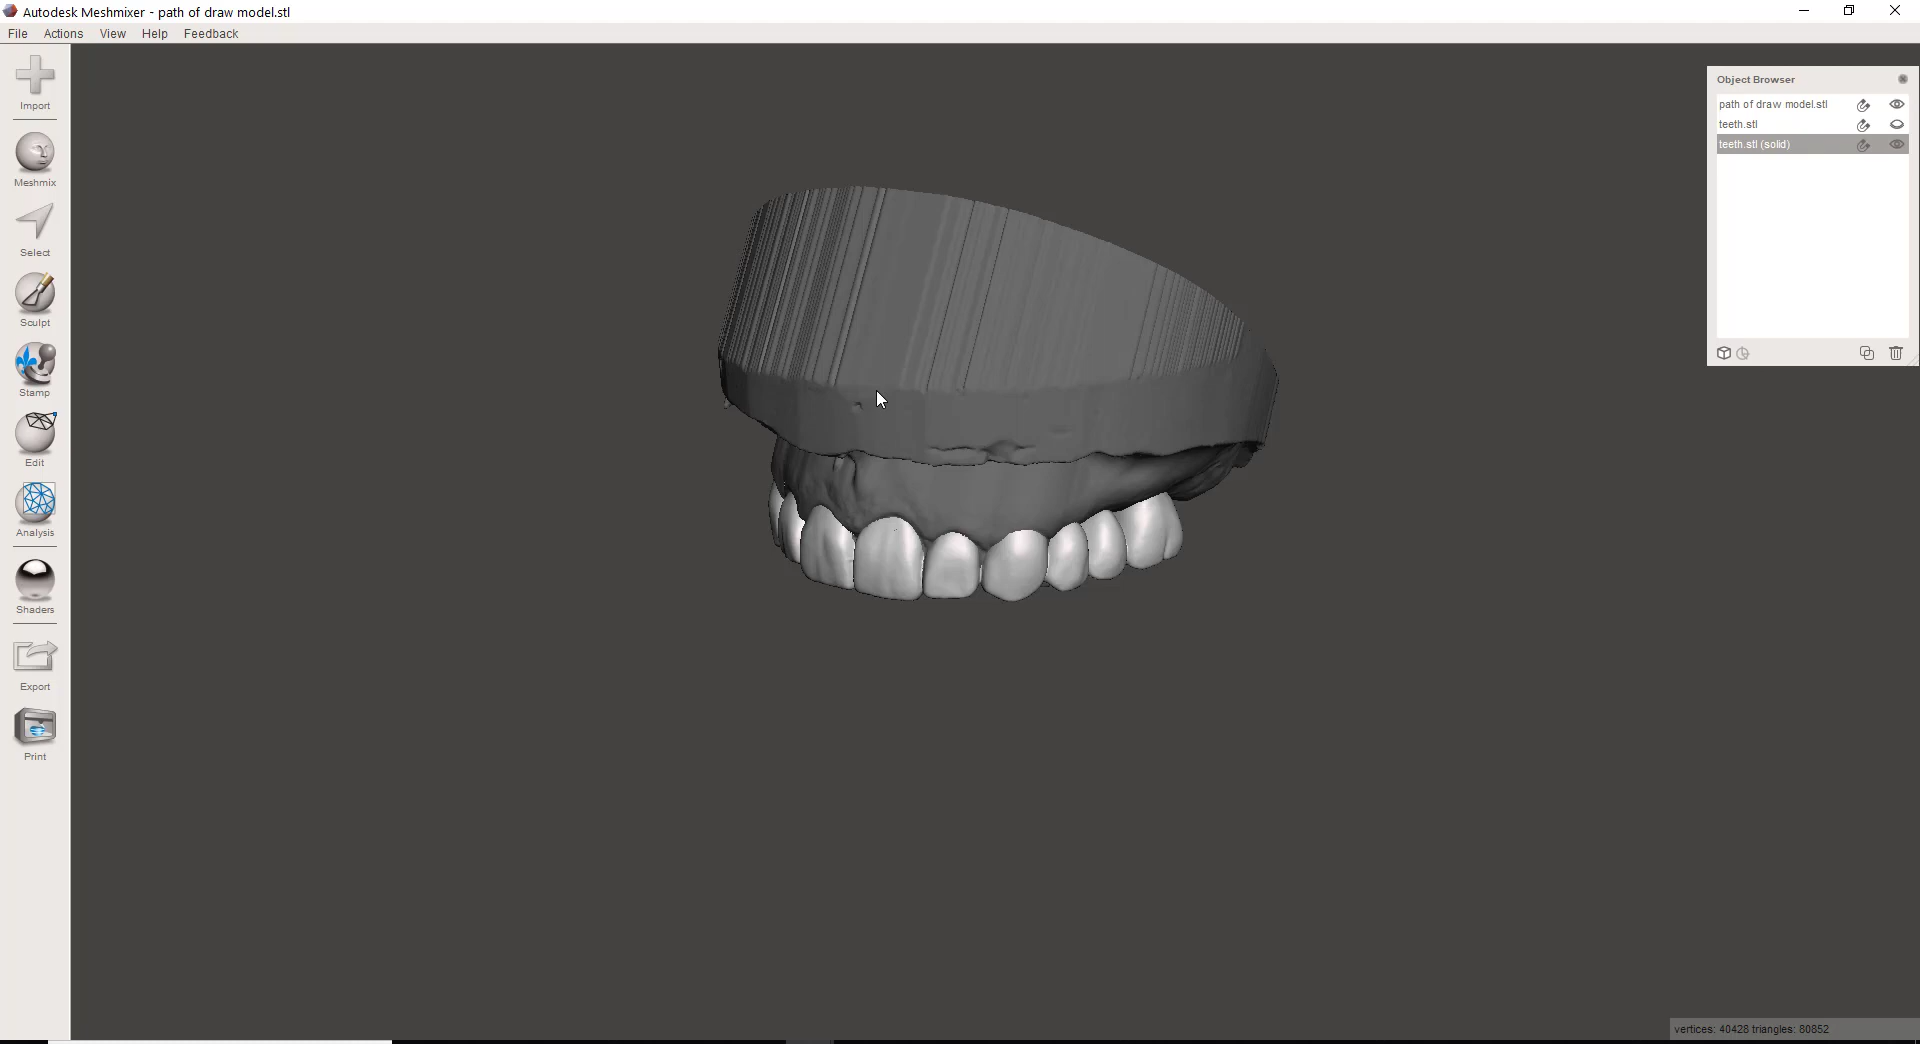 Autodesk Meshmixer - path of draw model.stl
File Actions View Help Feedback
Import
Meshmix
Select
Sculpt
Stamp
Edit
Analysis
Shaders
Export
Print
Object Browser
path of draw model.stl
teeth.stl
teeth.stl (solid)
vertices: 40428 triangles: 80852